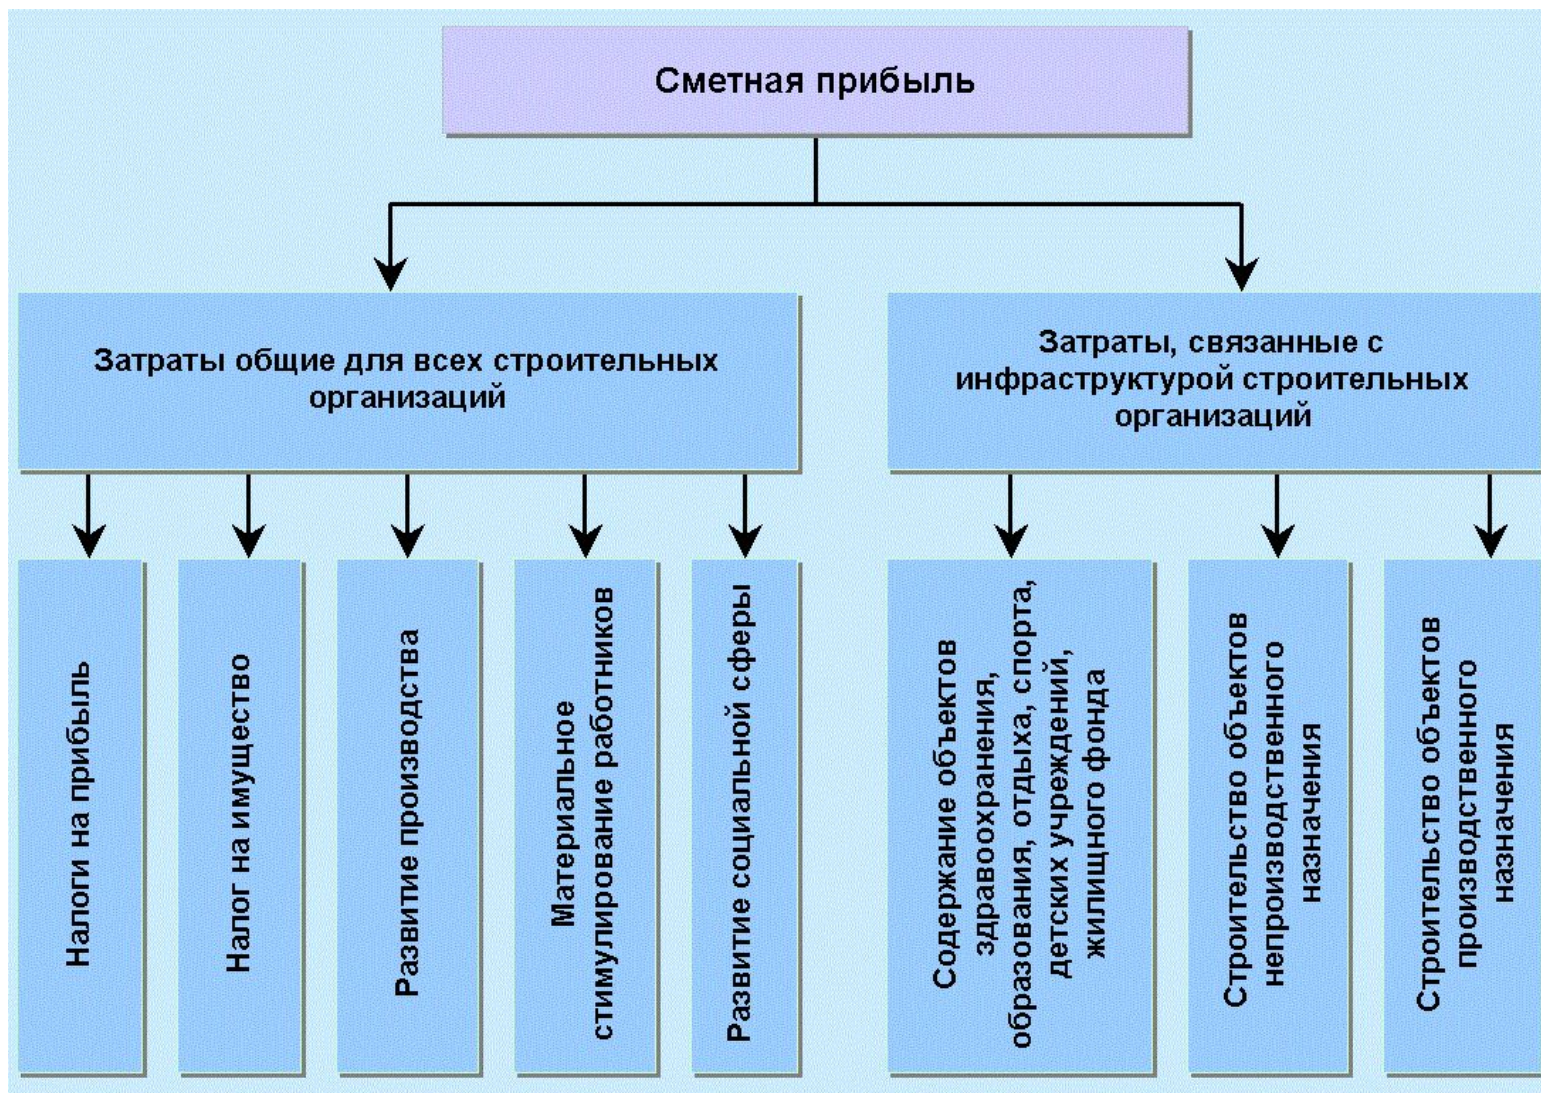 Сметная прибыль
Затраты общие для всех строительных
организаций
Затраты, связанные с
инфраструктурой строительных
организаций
Налоги на прибыль
Налог на имущество
Развитие производства
Материальное
стимулирование работников
Развитие социальной сферы
Содержание объектов
здравоохранения,
образования, отдыха, спорта,
детских учреждений,
жилищного фонда
Строительство объектов
непроизводственного
назначения
Строительство объектов
производственного
назначения